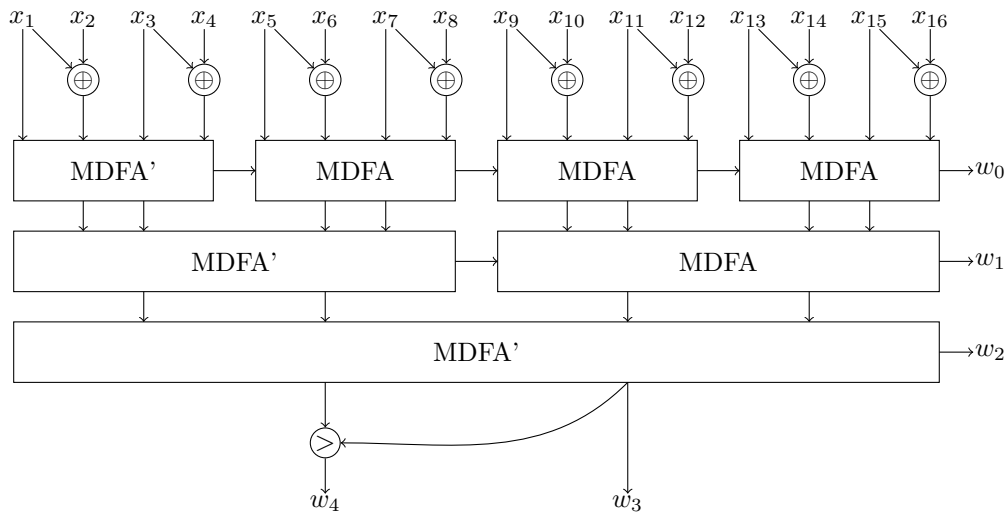 x₁ x₂ x₃ x₄ x₅ x₆ x₇ x₈ x₉ x₁₀ x₁₁ x₁₂ x₁₃ x₁₄ x₁₅ x₁₆
⊕ ⊕ ⊕ ⊕ ⊕ ⊕ ⊕ ⊕
MDFA' MDFA MDFA MDFA w₀
MDFA' MDFA w₁
MDFA' w₂
>
w₄ w₃